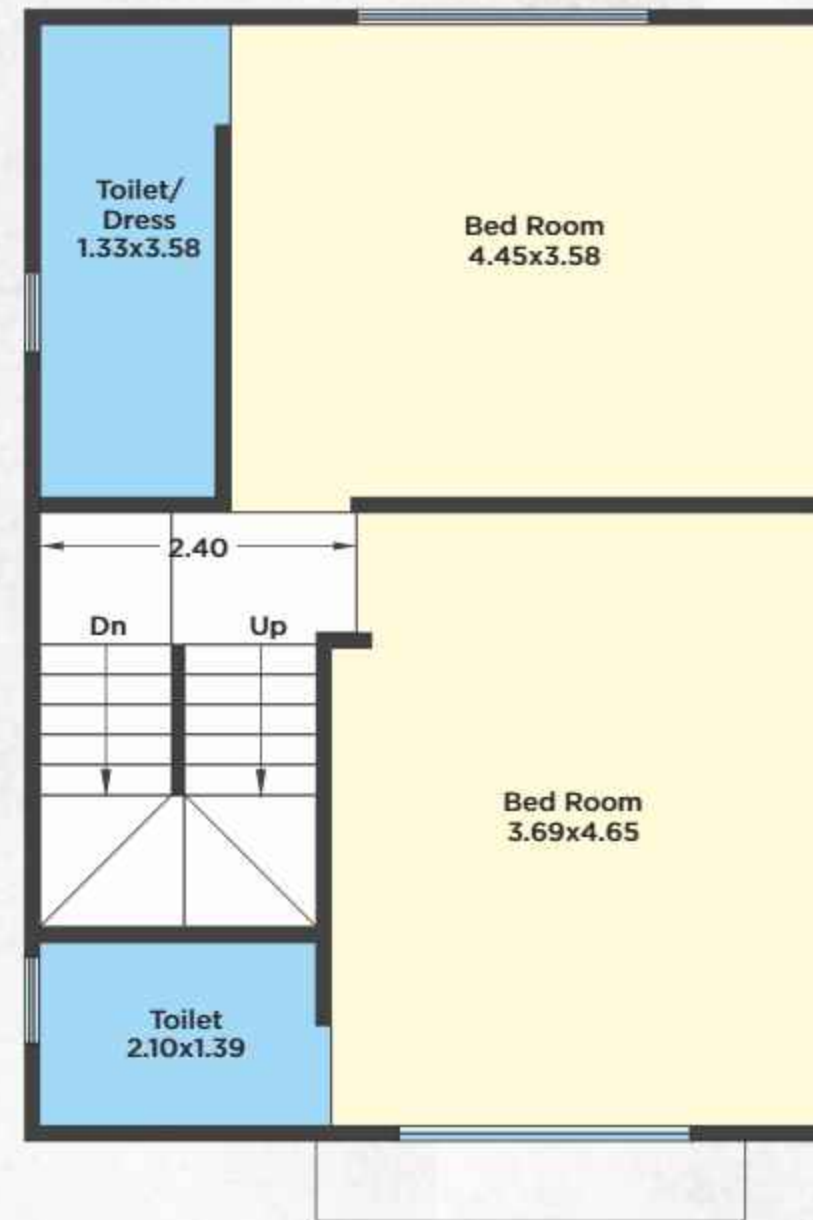 Toilet/
Dress
1.33x3.58
Bed Room
4.45x3.58
2.40
Dn
Up
Bed Room
3.69x4.65
Toilet
2.10x1.39